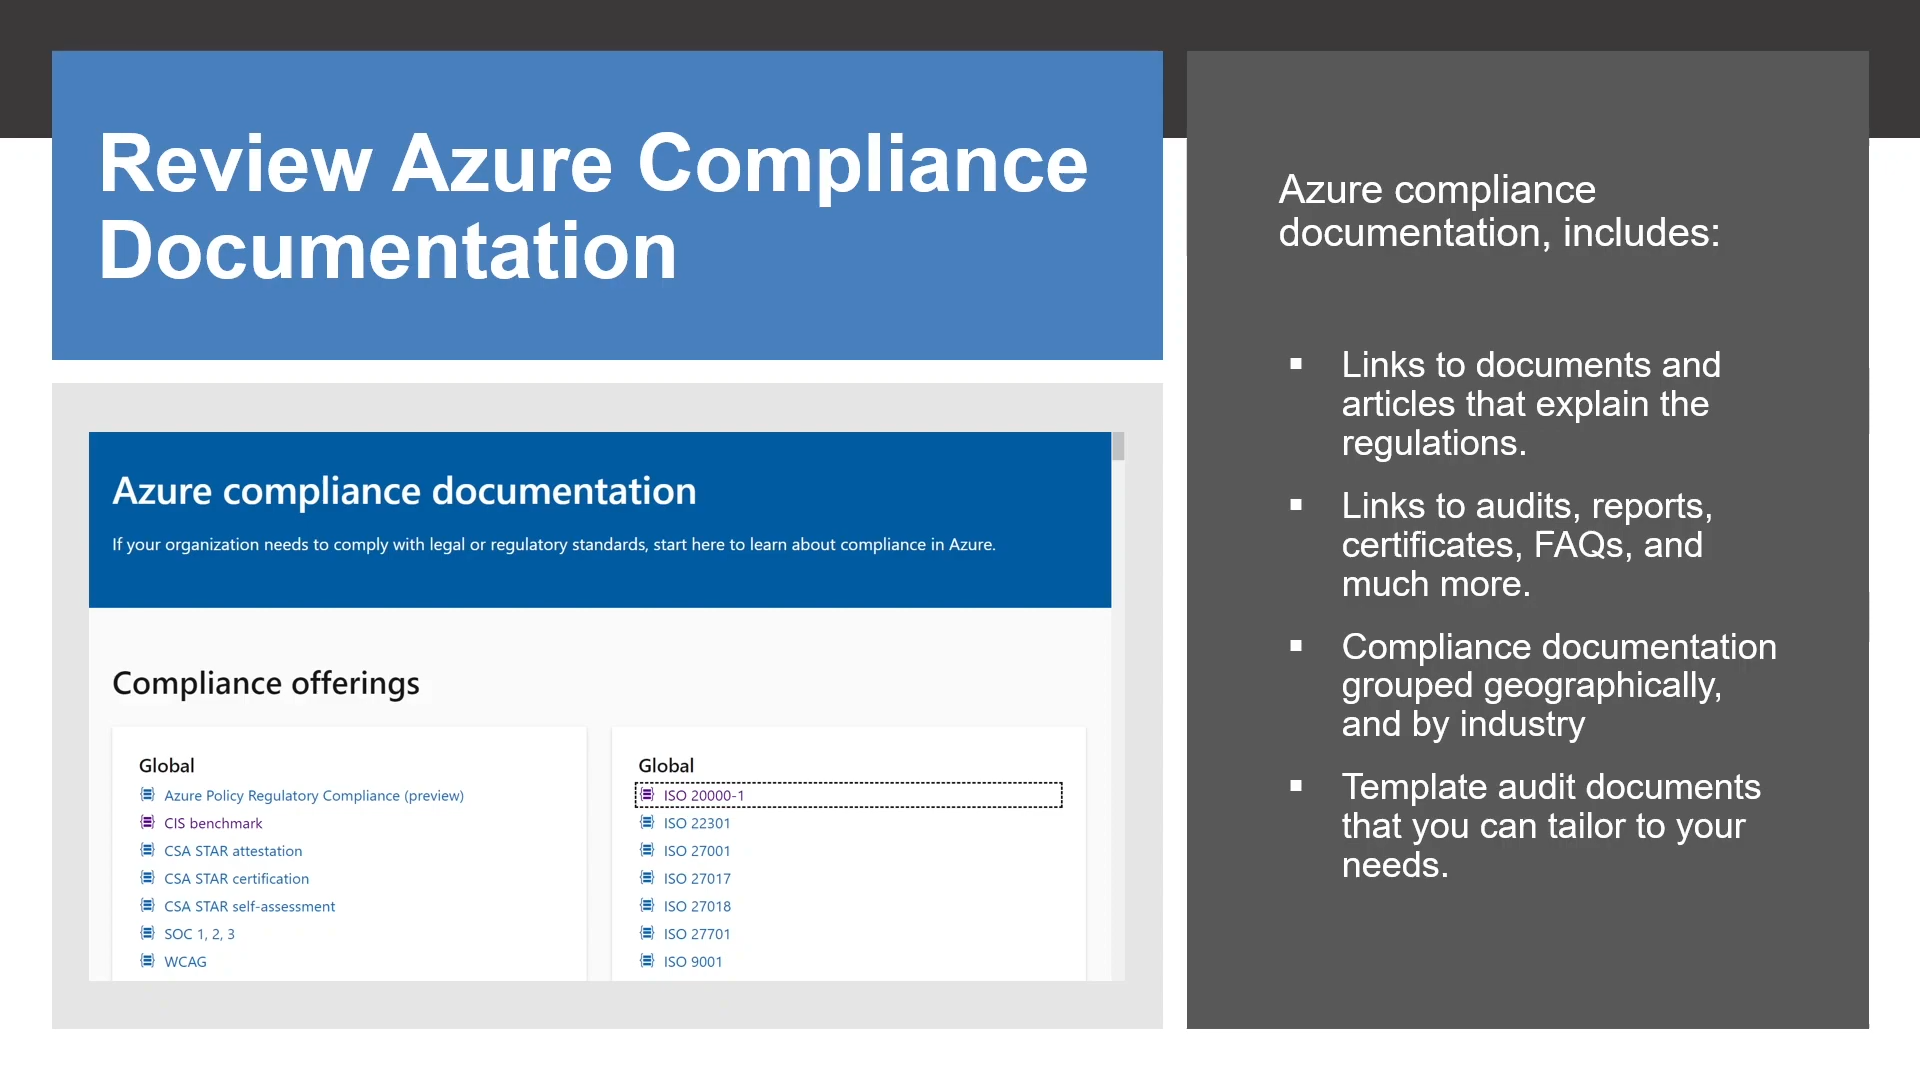 Review Azure Compliance
Documentation
Azure compliance documentation
If your organization needs to comply with legal or regulatory standards, start here to learn about compliance in Azure.
Compliance offerings
Global
Azure Policy Regulatory Compliance (preview)
CIS benchmark
CSA STAR attestation
CSA STAR certification
CSA STAR self-assessment
SOC 1, 2, 3
WCAG
Global
ISO 20000-1
ISO 22301
ISO 27001
ISO 27017
ISO 27018
ISO 27701
ISO 9001
Azure compliance
documentation, includes:
▪ Links to documents and
articles that explain the
regulations.
▪ Links to audits, reports,
certificates, FAQs, and
much more.
▪ Compliance documentation
grouped geographically,
and by industry
▪ Template audit documents
that you can tailor to your
needs.